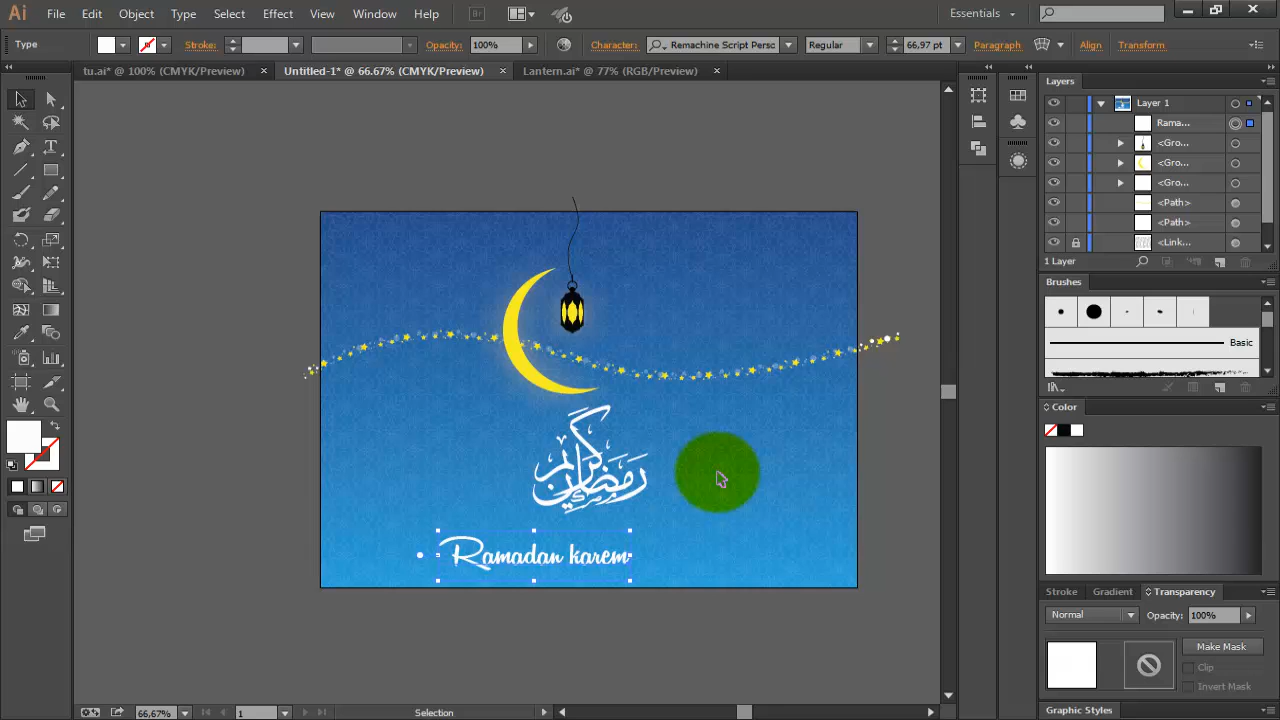 Ai File Edit Object Type Select Effect View Window Help Br Essentials
Type Stroke: Opacity: 100% Character: Remachine Script Persc Regular 66,97 pt Paragraph Align Transform
tu.ai* @ 100% (CMYK/Preview) × Untitled-1* @ 66.67% (CMYK/Preview) × Lantern.ai* @ 77% (RGB/Preview) ×
Layers
Layer 1
Rama...
<Gro...
<Gro...
<Gro...
<Path>
<Path>
<Link...
1 Layer
Brushes
Basic
Color
رمضان كريم
Ramadan karem
Stroke Gradient Transparency
Normal Opacity: 100%
Make Mask
Clip
Invert Mask
Graphic Styles
66,67% 1 Selection